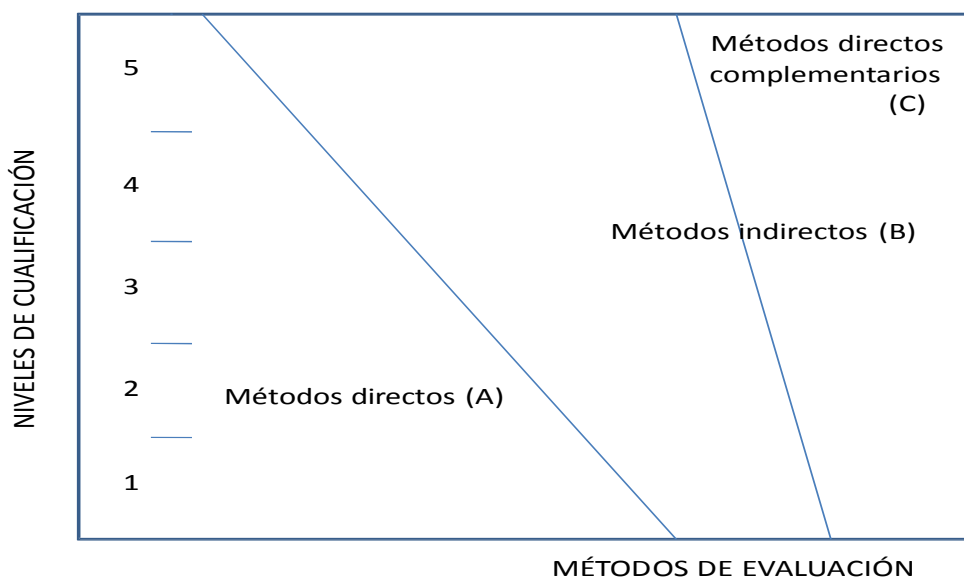 NIVELES DE CUALIFICACIÓN
5
4
3
2
1
Métodos directos
complementarios
(C)
Métodos indirectos (B)
Métodos directos (A)
MÉTODOS DE EVALUACIÓN